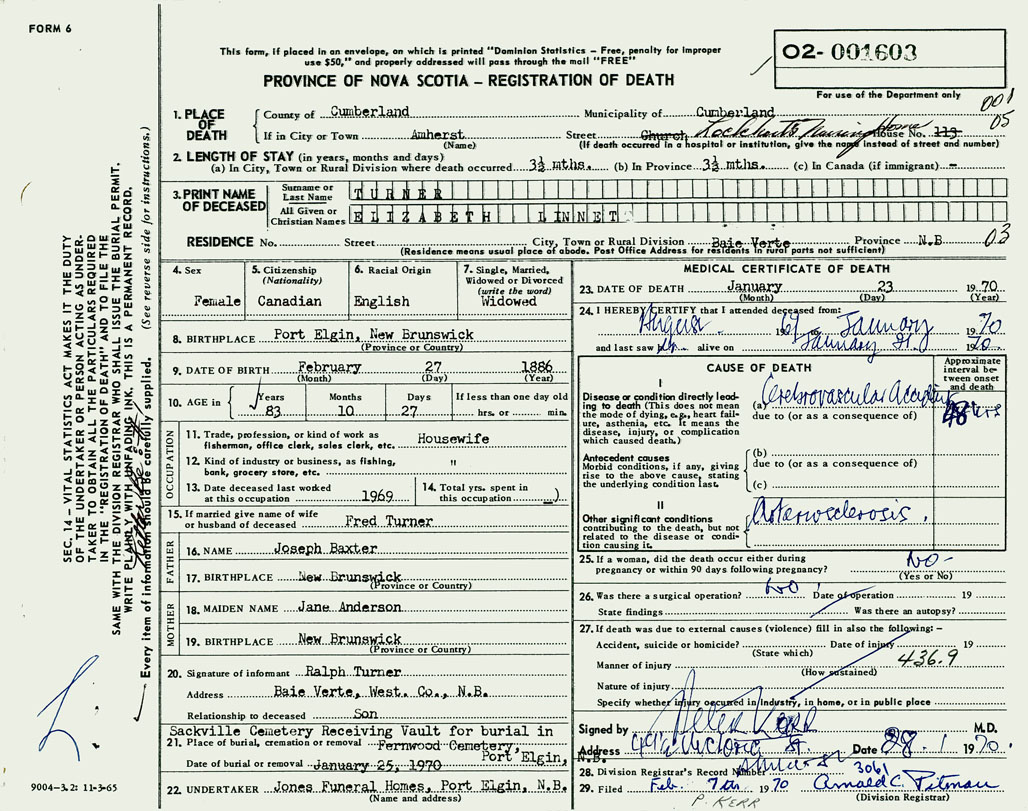 FORM 6
This form, if placed in an envelope, on which is printed "Dominion Statistics – Free, penalty for improper
use $50," and properly addressed will pass through the mail "FREE"
PROVINCE OF NOVA SCOTIA – REGISTRATION OF DEATH
O2- 001603
For use of the Department only
001
05
1. PLACE OF DEATH
County of Cumberland Municipality of Cumberland
If in City or Town Amherst Street Church Lockhart's Nursing Home House No. 113
(Name) (If death occurred in a hospital or institution, give the name instead of street and number)
2. LENGTH OF STAY (in years, months and days)
(a) In City, Town or Rural Division where death occurred 3½ mths. (b) In Province 3½ mths. (c) In Canada (if immigrant) –
3. PRINT NAME OF DECEASED
Surname or Last Name TURNER
All Given or Christian Names ELIZABETH LINNET
RESIDENCE No. Street City, Town or Rural Division Baie Verte Province N.B 03
(Residence means usual place of abode. Post Office Address for residents in rural parts not sufficient)
4. Sex Female
5. Citizenship (Nationality) Canadian
6. Racial Origin English
7. Single, Married, Widowed or Divorced (write the word) Widowed
8. BIRTHPLACE Port Elgin, New Brunswick
(Province or Country)
9. DATE OF BIRTH February 27 1886
(Month) (Day) (Year)
10. AGE in Years 83 Months 10 Days 27 If less than one day old hrs. or min.
OCCUPATION
11. Trade, profession, or kind of work as fisherman, office clerk, sales clerk, etc. Housewife
12. Kind of industry or business, as fishing, bank, grocery store, etc. "
13. Date deceased last worked at this occupation 1969
14. Total yrs. spent in this occupation –)
15. If married give name of wife or husband of deceased Fred Turner
FATHER
16. NAME Joseph Baxter
17. BIRTHPLACE New Brunswick
(Province or Country)
MOTHER
18. MAIDEN NAME Jane Anderson
19. BIRTHPLACE New Brunswick
(Province or Country)
20. Signature of informant Ralph Turner
Address Baie Verte, West. Co., N.B.
Relationship to deceased Son
Sackville Cemetery Receiving Vault for burial in
21. Place of burial, cremation or removal Fernwood Cemetery,
Port Elgin, N.B.
Date of burial or removal January 25, 1970
22. UNDERTAKER Jones Funeral Homes, Port Elgin, N.B.
(Name and address)
MEDICAL CERTIFICATE OF DEATH
23. DATE OF DEATH January 23 1970
(Month) (Day) (Year)
24. I HEREBY CERTIFY that I attended deceased from:
August 1969 to January 1970
and last saw alive on January 1970
CAUSE OF DEATH
Approximate interval between onset and death
I
Disease or condition directly leading to death (This does not mean the mode of dying, e.g., heart failure, asthenia, etc. It means the disease, injury, or complication which caused death.)
(a) Cerebrovascular Accident 48 hrs
due to (or as a consequence of)
Antecedent causes
Morbid conditions, if any, giving rise to the above cause, stating the underlying condition last.
(b)
due to (or as a consequence of)
(c)
II
Other significant conditions contributing to the death, but not related to the disease or condition causing it.
Arteriosclerosis.
25. If a woman, did the death occur either during pregnancy or within 90 days following pregnancy? No –
(Yes or No)
26. Was there a surgical operation? No Date of operation 19
State findings Was there an autopsy?
27. If death was due to external causes (violence) fill in also the following: –
Accident, suicide or homicide? Date of injury 19
(State which)
Manner of injury 436.9
(How sustained)
Nature of injury
Specify whether injury occurred in industry, in home, or in public place
Signed by Peter Kerr M.D.
Address St. Amherst Date 28 . 1 1970.
28. Division Registrar's Record Number 3061
29. Filed Feb. 7th 1970 Arnald C. Pitman
(Division Registrar)
P. KERR
SEC. 14 – VITAL STATISTICS ACT MAKES IT THE DUTY
OF THE UNDERTAKER OR PERSON ACTING AS UNDER-
TAKER TO OBTAIN ALL THE PARTICULARS REQUIRED
IN THE "REGISTRATION OF DEATH" AND TO FILE THE
SAME WITH THE DIVISION REGISTRAR WHO SHALL ISSUE THE BURIAL PERMIT.
WRITE PLAINLY WITH UNFADING INK. THIS IS A PERMANENT RECORD.
Every item of information should be carefully supplied. (See reverse side for instructions.)
9004–3.2: 11-3-65